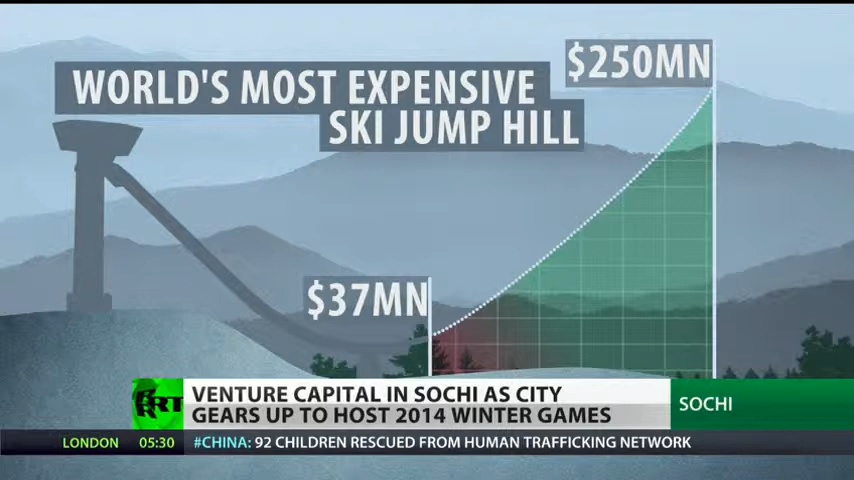 WORLD'S MOST EXPENSIVE
SKI JUMP HILL
$250MN
$37MN
RT
VENTURE CAPITAL IN SOCHI AS CITY
GEARS UP TO HOST 2014 WINTER GAMES
SOCHI
LONDON 05:30 #CHINA: 92 CHILDREN RESCUED FROM HUMAN TRAFFICKING NETWORK